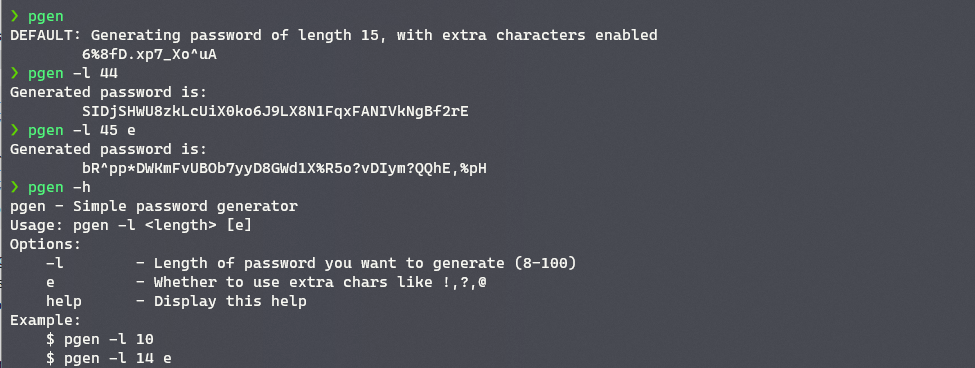 ❯ pgen
DEFAULT: Generating password of length 15, with extra characters enabled
        6%8fD.xp7_Xo^uA
❯ pgen -l 44
Generated password is:
        SIDjSHWU8zkLcUiX0ko6J9LX8N1FqxFANIVkNgBf2rE
❯ pgen -l 45 e
Generated password is:
        bR^pp*DWKmFvUBOb7yyD8GWd1X%R5o?vDIym?QQhE,%pH
❯ pgen -h
pgen - Simple password generator
Usage: pgen -l <length> [e]
Options:
    -l        - Length of password you want to generate (8-100)
    e         - Whether to use extra chars like !,?,@
    help      - Display this help
Example:
    $ pgen -l 10
    $ pgen -l 14 e